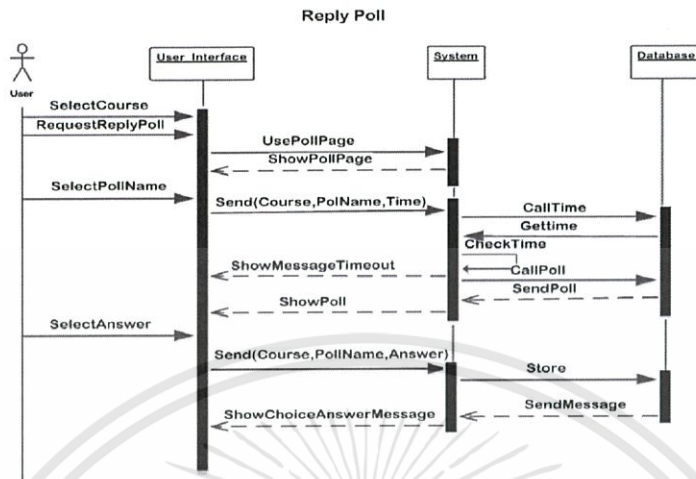 Reply Poll
User Interface
System
Database
User
SelectCourse
RequestReplyPoll
UsePollPage
ShowPollPage
SelectPollName
Send(Course,PolName,Time)
CallTime
Gettime
CheckTime
ShowMessageTimeout
CallPoll
SendPoll
ShowPoll
SelectAnswer
Send(Course,PollName,Answer)
Store
SendMessage
ShowChoiceAnswerMessage